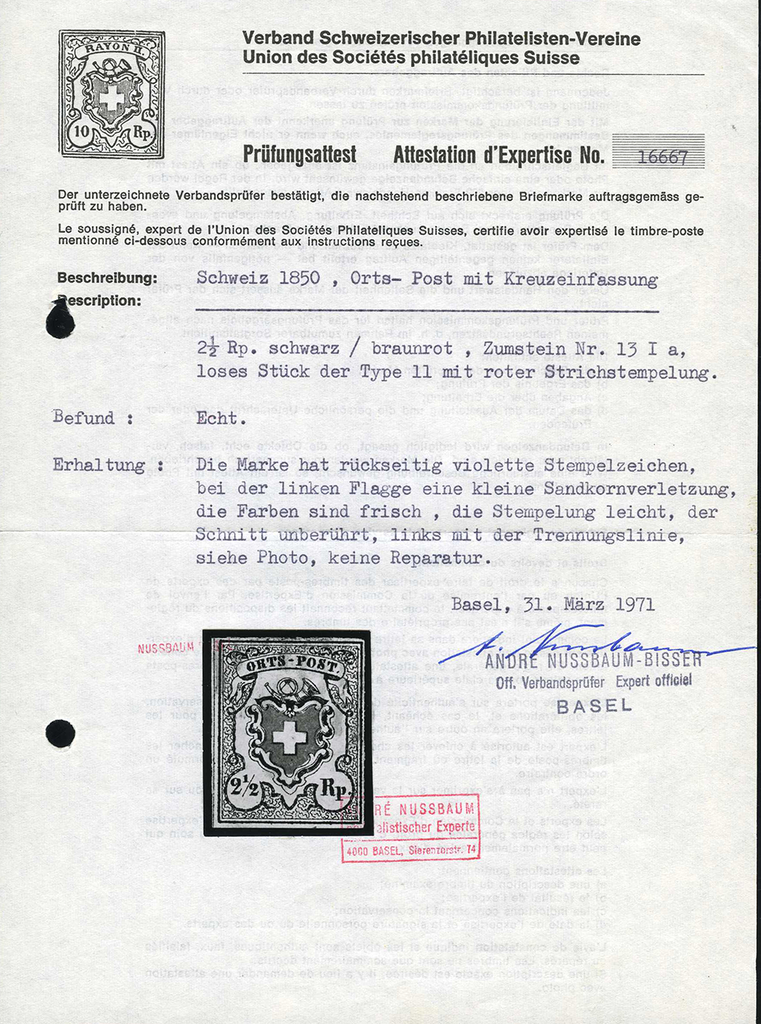 RAYON II.
10 Rp.
Verband Schweizerischer Philatelisten-Vereine
Union des Sociétés philatéliques Suisse
Prüfungsattest Attestation d'Expertise No. 16667
Der unterzeichnete Verbandsprüfer bestätigt, die nachstehend beschriebene Briefmarke auftragsgemäss ge-
prüft zu haben.
Le soussigné, expert de l'Union des Sociétés Philatéliques Suisses, certifie avoir expertisé le timbre-poste
mentionné ci-dessous conformément aux instructions reçues.
Beschreibung: Schweiz 1850 , Orts- Post mit Kreuzeinfassung
Description:
2½ Rp. schwarz / braunrot , Zumstein Nr. 13 I a,
loses Stück der Type 11 mit roter Strichstempelung.
Befund : Echt.
Erhaltung : Die Marke hat rückseitig violette Stempelzeichen,
bei der linken Flagge eine kleine Sandkornverletzung,
die Farben sind frisch , die Stempelung leicht, der
Schnitt unberührt, links mit der Trennungslinie,
siehe Photo, keine Reparatur.
Basel, 31. März 1971
NUSSBAUM
A. Nussbaum
ANDRÉ NUSSBAUM-BISSER
Off. Verbandsprüfer Expert officiel
BASEL
ORTS-POST.
2½ Rp.
RÉ NUSSBAUM
alistischer Experte
4000 BASEL, Sierenzerstr. 74